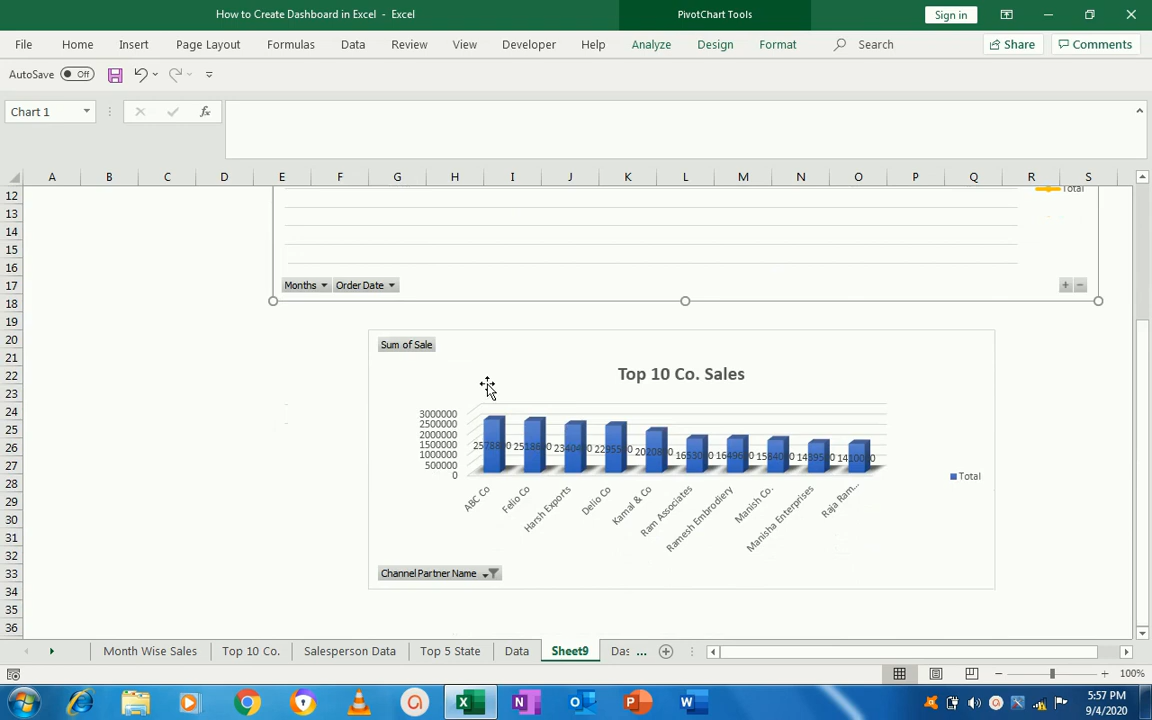 How to Create Dashboard in Excel - Excel
PivotChart Tools
Sign in
File Home Insert Page Layout Formulas Data Review View Developer Help Analyze Design Format Search Share Comments
AutoSave Off
Chart 1
fx
A B C D E F G H I J K L M N O P Q R S
12
13
14
15
16
17
18
19
20
21
22
23
24
25
26
27
28
29
30
31
32
33
34
35
36
Total
Months Order Date
+ −
Sum of Sale
Top 10 Co. Sales
3000000
2500000
2000000
1500000
1000000
500000
0
ABC Co
Felio Co
Harsh Exports
Delio Co
Kamal & Co
Ram Associates
Ramesh Embrodiery
Manish Co.
Manisha Enterprises
Raja Ram...
Total
Channel Partner Name
Month Wise Sales Top 10 Co. Salesperson Data Top 5 State Data Sheet9 Das ...
100%
5:57 PM
9/4/2020